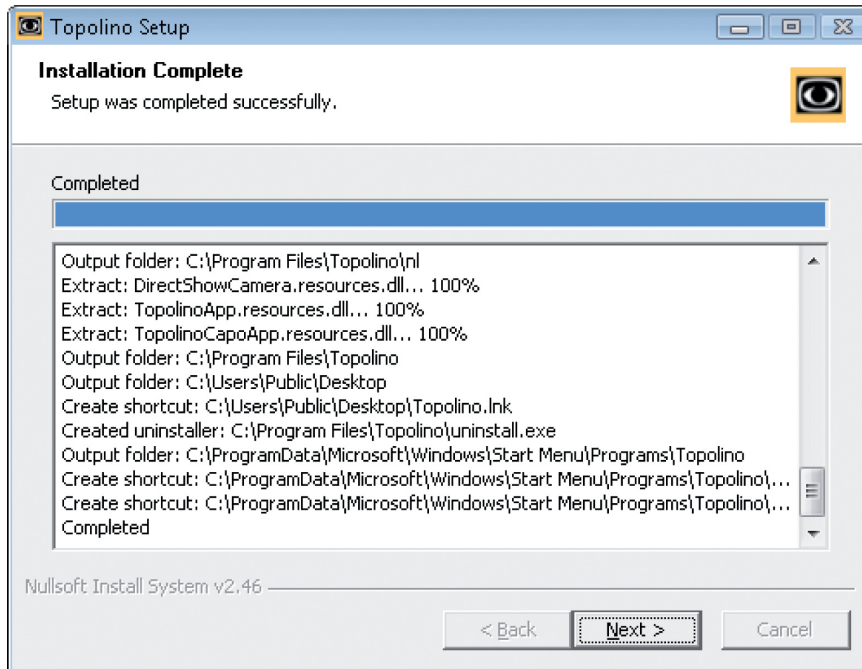 Topolino Setup
Installation Complete
Setup was completed successfully.
Completed
Output folder: C:\Program Files\Topolino\nl
Extract: DirectShowCamera.resources.dll... 100%
Extract: TopolinoApp.resources.dll... 100%
Extract: TopolinoCapoApp.resources.dll... 100%
Output folder: C:\Program Files\Topolino
Output folder: C:\Users\Public\Desktop
Create shortcut: C:\Users\Public\Desktop\Topolino.lnk
Created uninstaller: C:\Program Files\Topolino\uninstall.exe
Output folder: C:\ProgramData\Microsoft\Windows\Start Menu\Programs\Topolino
Create shortcut: C:\ProgramData\Microsoft\Windows\Start Menu\Programs\Topolino\...
Create shortcut: C:\ProgramData\Microsoft\Windows\Start Menu\Programs\Topolino\...
Completed
Nullsoft Install System v2.46
< Back Next > Cancel